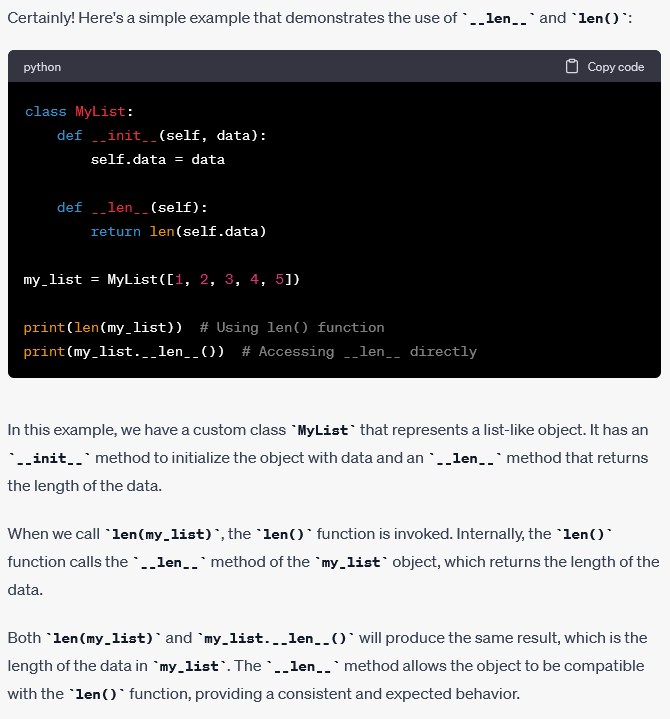 Certainly! Here's a simple example that demonstrates the use of `__len__` and `len()`:
python
Copy code
class MyList:
    def __init__(self, data):
        self.data = data
    def __len__(self):
        return len(self.data)
my_list = MyList([1, 2, 3, 4, 5])
print(len(my_list))  # Using len() function
print(my_list.__len__())  # Accessing __len__ directly
In this example, we have a custom class `MyList` that represents a list-like object. It has an
`__init__` method to initialize the object with data and an `__len__` method that returns
the length of the data.
When we call `len(my_list)`, the `len()` function is invoked. Internally, the `len()`
function calls the `__len__` method of the `my_list` object, which returns the length of the
data.
Both `len(my_list)` and `my_list.__len__()` will produce the same result, which is the
length of the data in `my_list`. The `__len__` method allows the object to be compatible
with the `len()` function, providing a consistent and expected behavior.